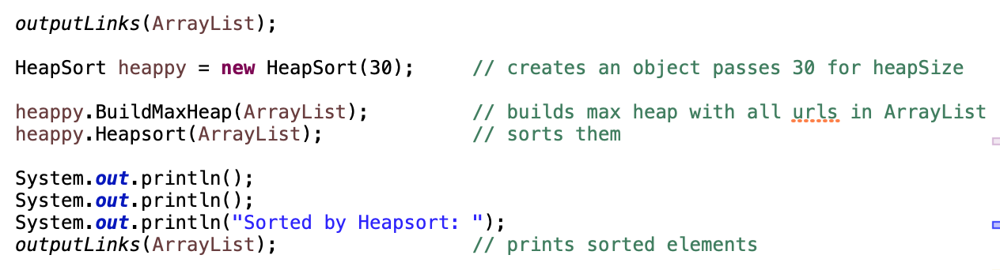 outputLinks(ArrayList);
HeapSort heappy = new HeapSort(30); // creates an object passes 30 for heapSize
heappy.BuildMaxHeap(ArrayList); // builds max heap with all urls in ArrayList
heappy.Heapsort(ArrayList); // sorts them
System.out.println();
System.out.println();
System.out.println("Sorted by Heapsort: ");
outputLinks(ArrayList); // prints sorted elements